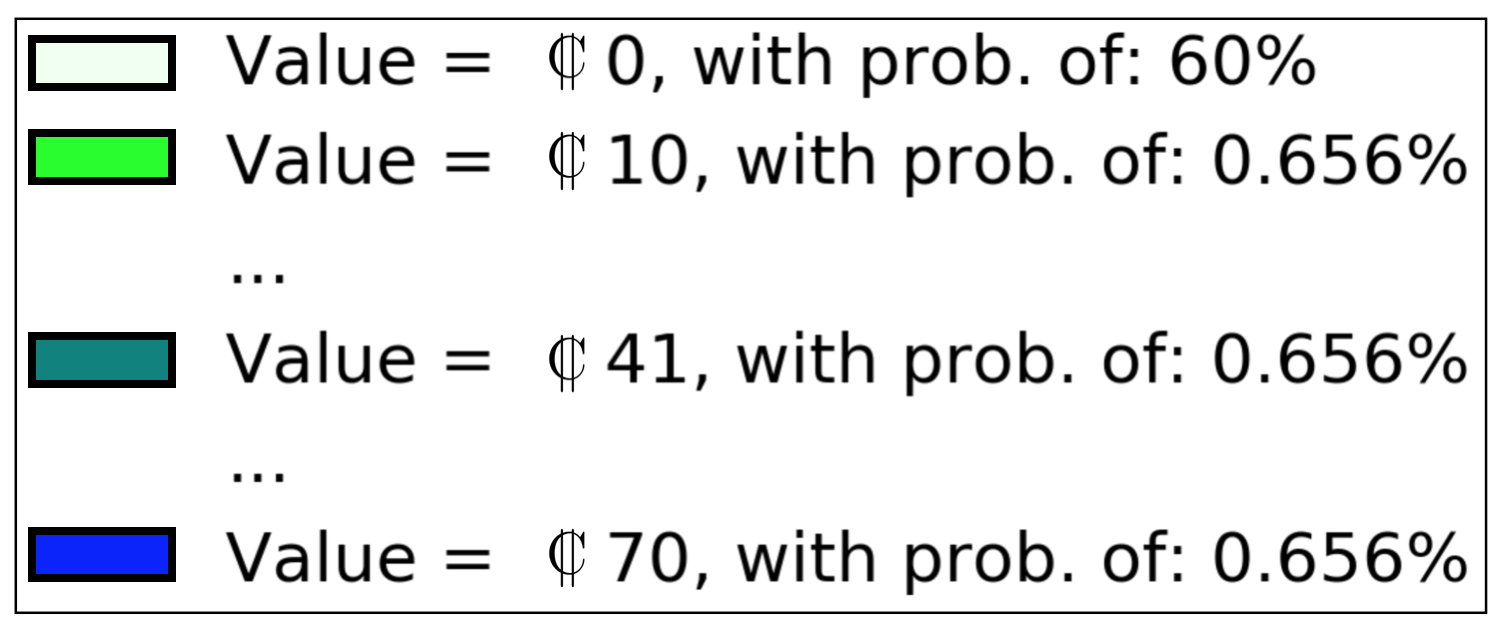 Value = ₵ 0, with prob. of: 60%
Value = ₵ 10, with prob. of: 0.656%
...
Value = ₵ 41, with prob. of: 0.656%
...
Value = ₵ 70, with prob. of: 0.656%